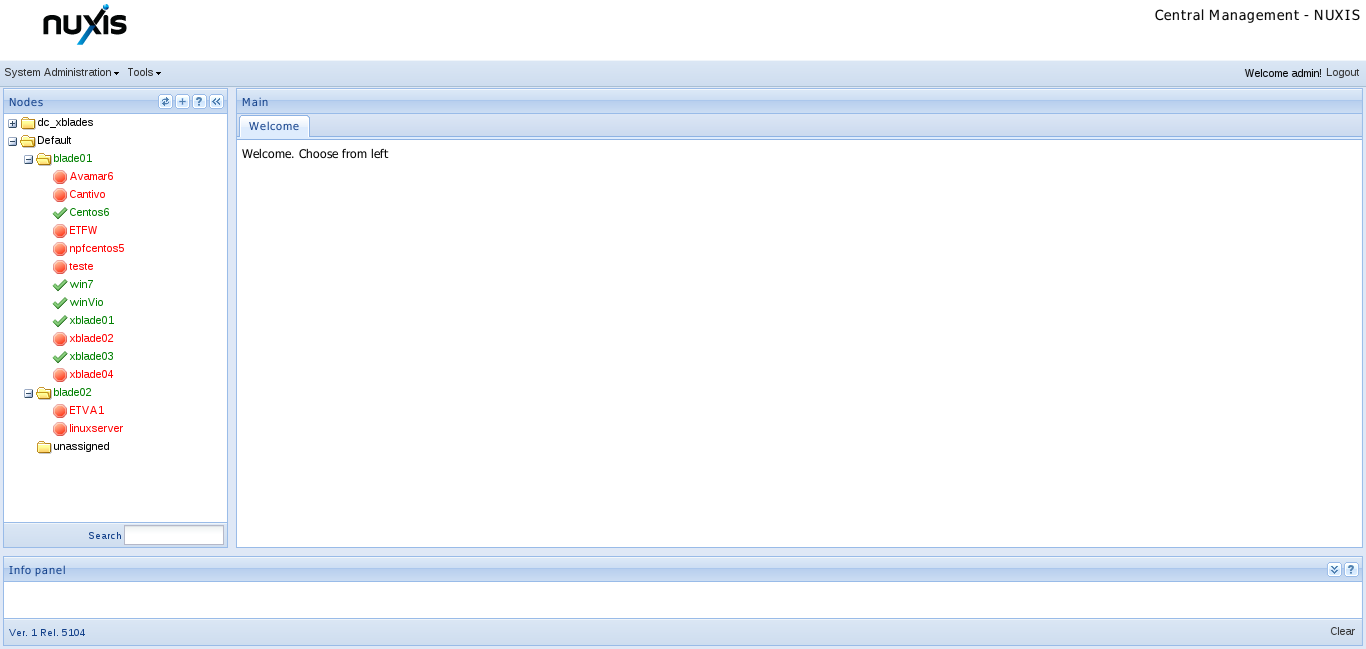 nuxis
Central Management - NUXIS
System Administration Tools
Welcome admin! Logout
Nodes
Main
dc_xblades
Welcome
Default
Welcome. Choose from left
blade01
Avamar6
Cantivo
Centos6
ETFW
npfcentos5
teste
win7
winVio
xblade01
xblade02
xblade03
xblade04
blade02
ETVA1
linuxserver
unassigned
Search
Info panel
Ver. 1 Rel. 5104
Clear